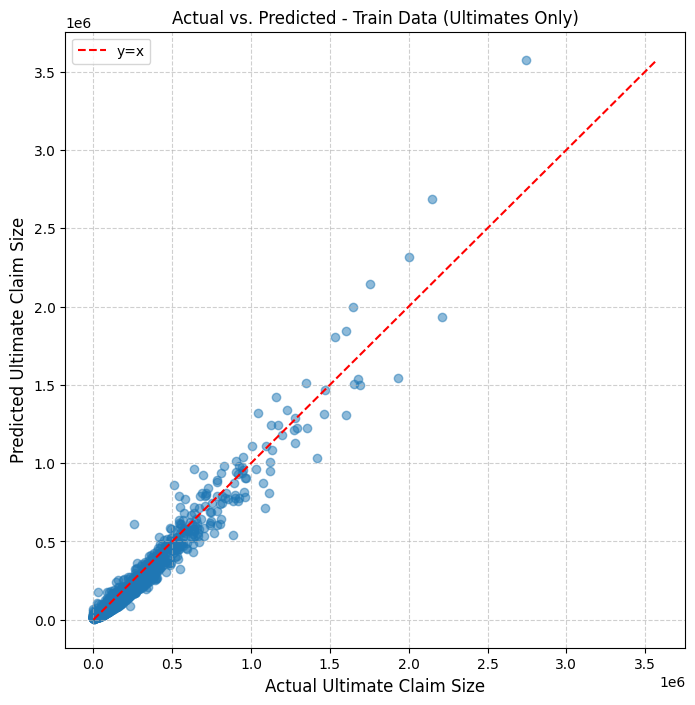 Actual vs. Predicted - Train Data (Ultimates Only)
1e6
y=x
3.5
3.0
2.5
2.0
1.5
1.0
0.5
0.0
Predicted Ultimate Claim Size
0.0 0.5 1.0 1.5 2.0 2.5 3.0 3.5
1e6
Actual Ultimate Claim Size